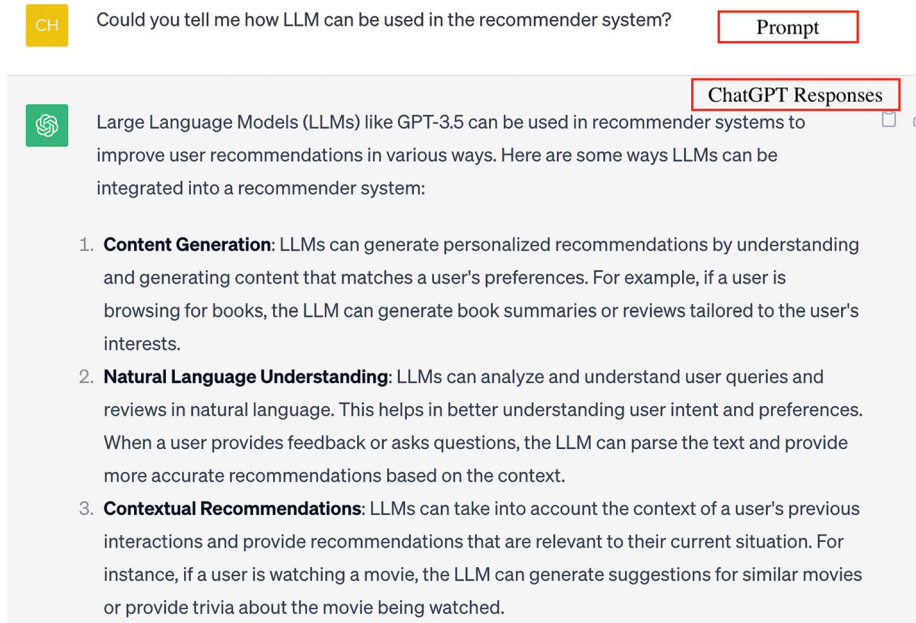 CH
Could you tell me how LLM can be used in the recommender system?
Prompt
ChatGPT Responses
Large Language Models (LLMs) like GPT-3.5 can be used in recommender systems to
improve user recommendations in various ways. Here are some ways LLMs can be
integrated into a recommender system:
1. Content Generation: LLMs can generate personalized recommendations by understanding
and generating content that matches a user's preferences. For example, if a user is
browsing for books, the LLM can generate book summaries or reviews tailored to the user's
interests.
2. Natural Language Understanding: LLMs can analyze and understand user queries and
reviews in natural language. This helps in better understanding user intent and preferences.
When a user provides feedback or asks questions, the LLM can parse the text and provide
more accurate recommendations based on the context.
3. Contextual Recommendations: LLMs can take into account the context of a user's previous
interactions and provide recommendations that are relevant to their current situation. For
instance, if a user is watching a movie, the LLM can generate suggestions for similar movies
or provide trivia about the movie being watched.